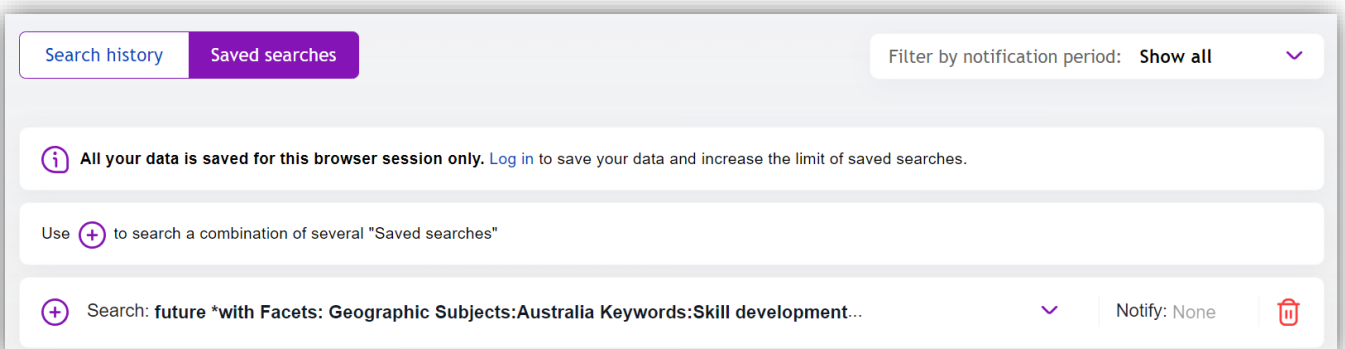 Search history Saved searches Filter by notification period: Show all
All your data is saved for this browser session only. Log in to save your data and increase the limit of saved searches.
Use to search a combination of several "Saved searches"
Search: future *with Facets: Geographic Subjects:Australia Keywords:Skill development... Notify: None